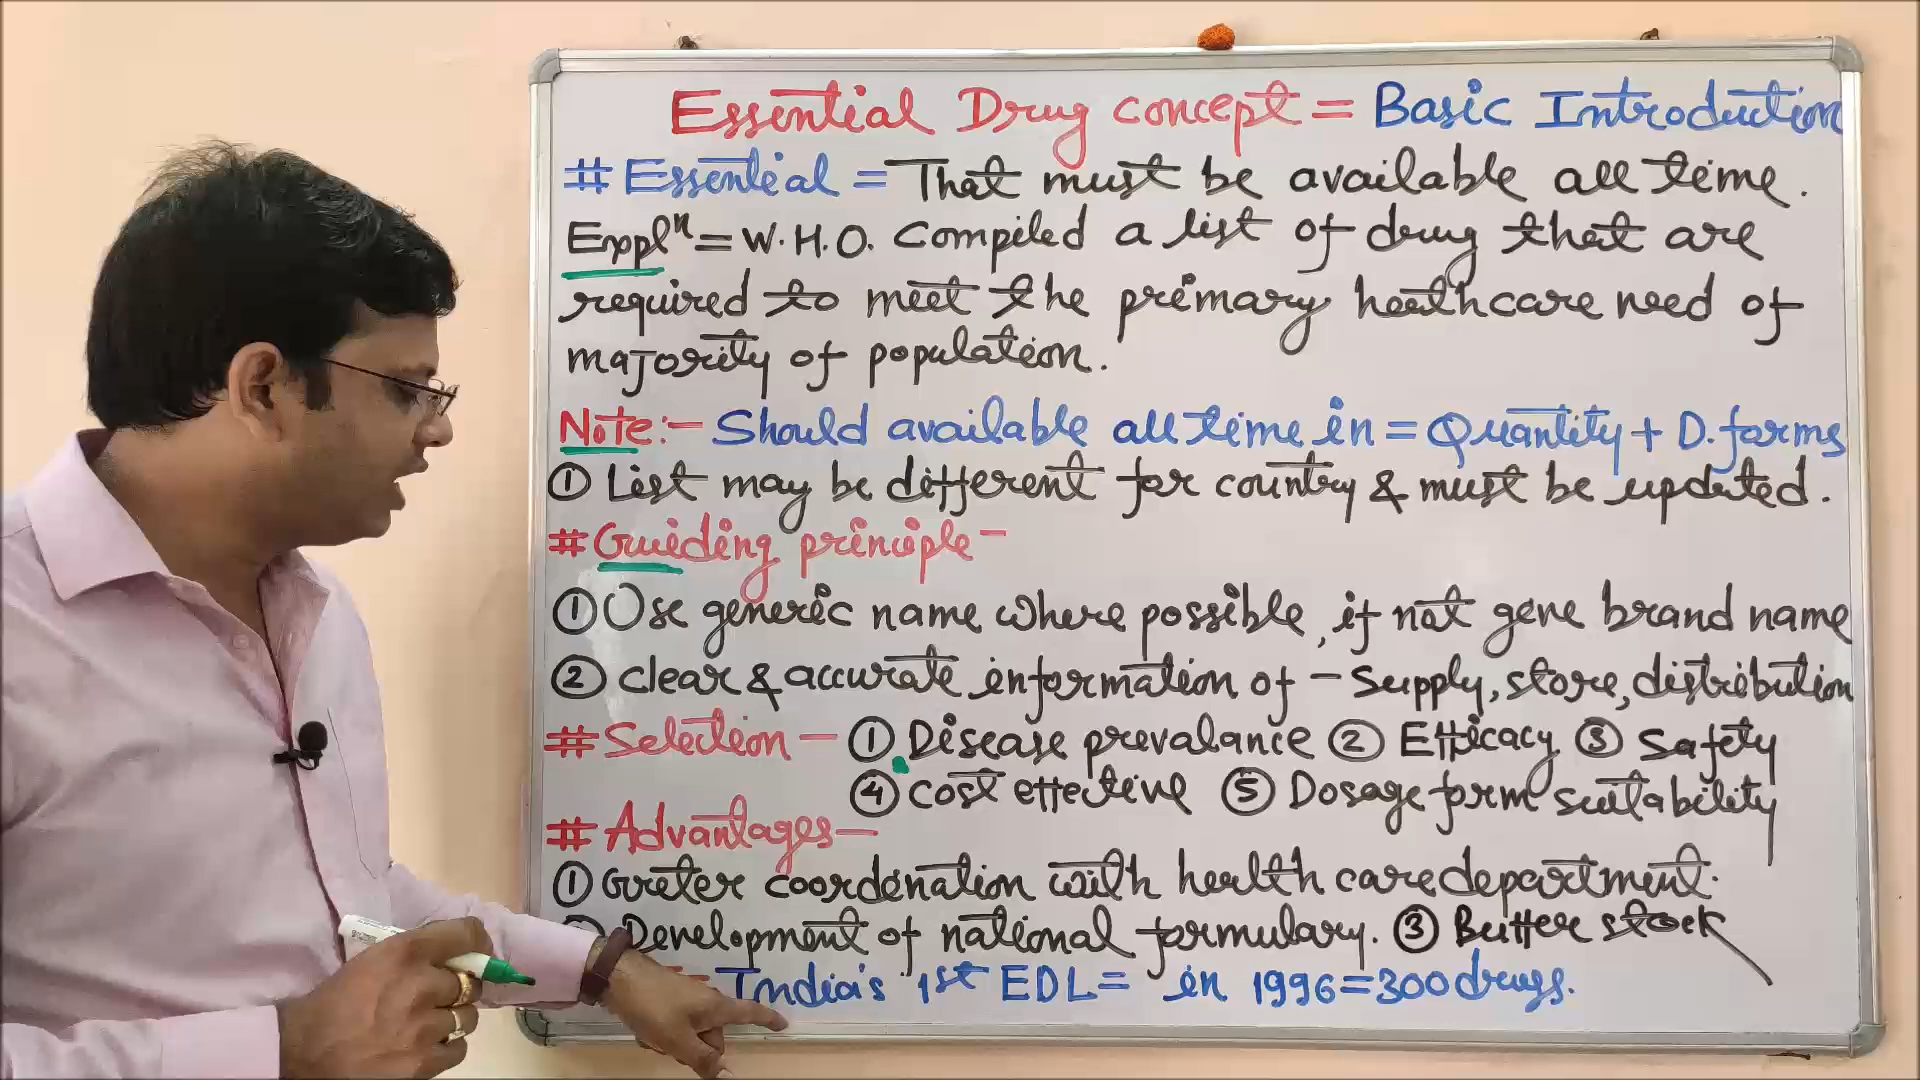 Essential Drug concept = Basic Introduction
# Essential = That must be available all time.
Explⁿ = W.H.O. Compiled a list of drug that are
required to meet the primary healthcare need of
majority of population.
Note:- Should available all time in = Quantity + D. forms
① List may be different for country & must be updated.
# Guiding principle -
① Use generic name where possible, if not give brand name
② clear & accurate information of - Supply, store, distribution
# Selection - ① Disease prevalance ② Efficacy ③ Safety
④ Cost effective ⑤ Dosage form suitability
# Advantages -
① Greter coordination with health care department.
Development of national formulary. ③ Buffer stock
= India's 1st EDL = in 1996 = 300 drugs.